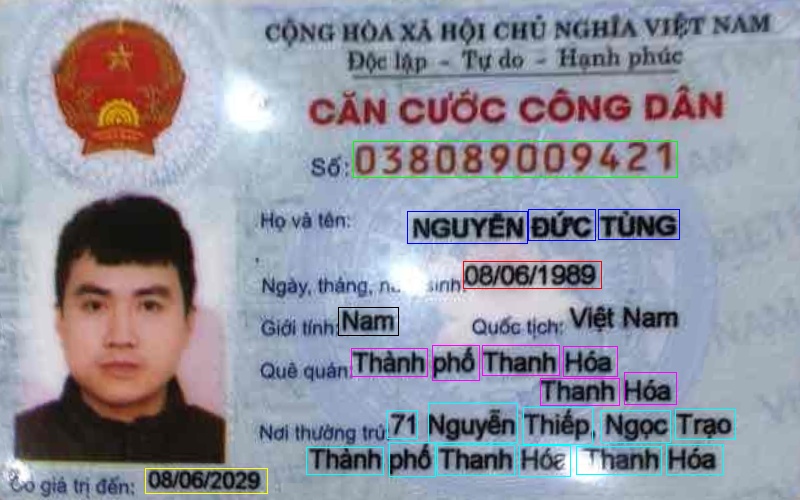 CỘNG HÒA XÃ HỘI CHỦ NGHĨA VIỆT NAM
Độc lập - Tự do - Hạnh phúc
CĂN CƯỚC CÔNG DÂN
Số: 038089009421
Họ và tên: NGUYỄN ĐỨC TÙNG
Ngày, tháng, năm sinh: 08/06/1989
Giới tính: Nam Quốc tịch: Việt Nam
Quê quán: Thành phố Thanh Hóa
Thanh Hóa
Nơi thường trú: 71 Nguyễn Thiếp, Ngọc Trạo
Thành phố Thanh Hóa Thanh Hóa
Có giá trị đến: 08/06/2029